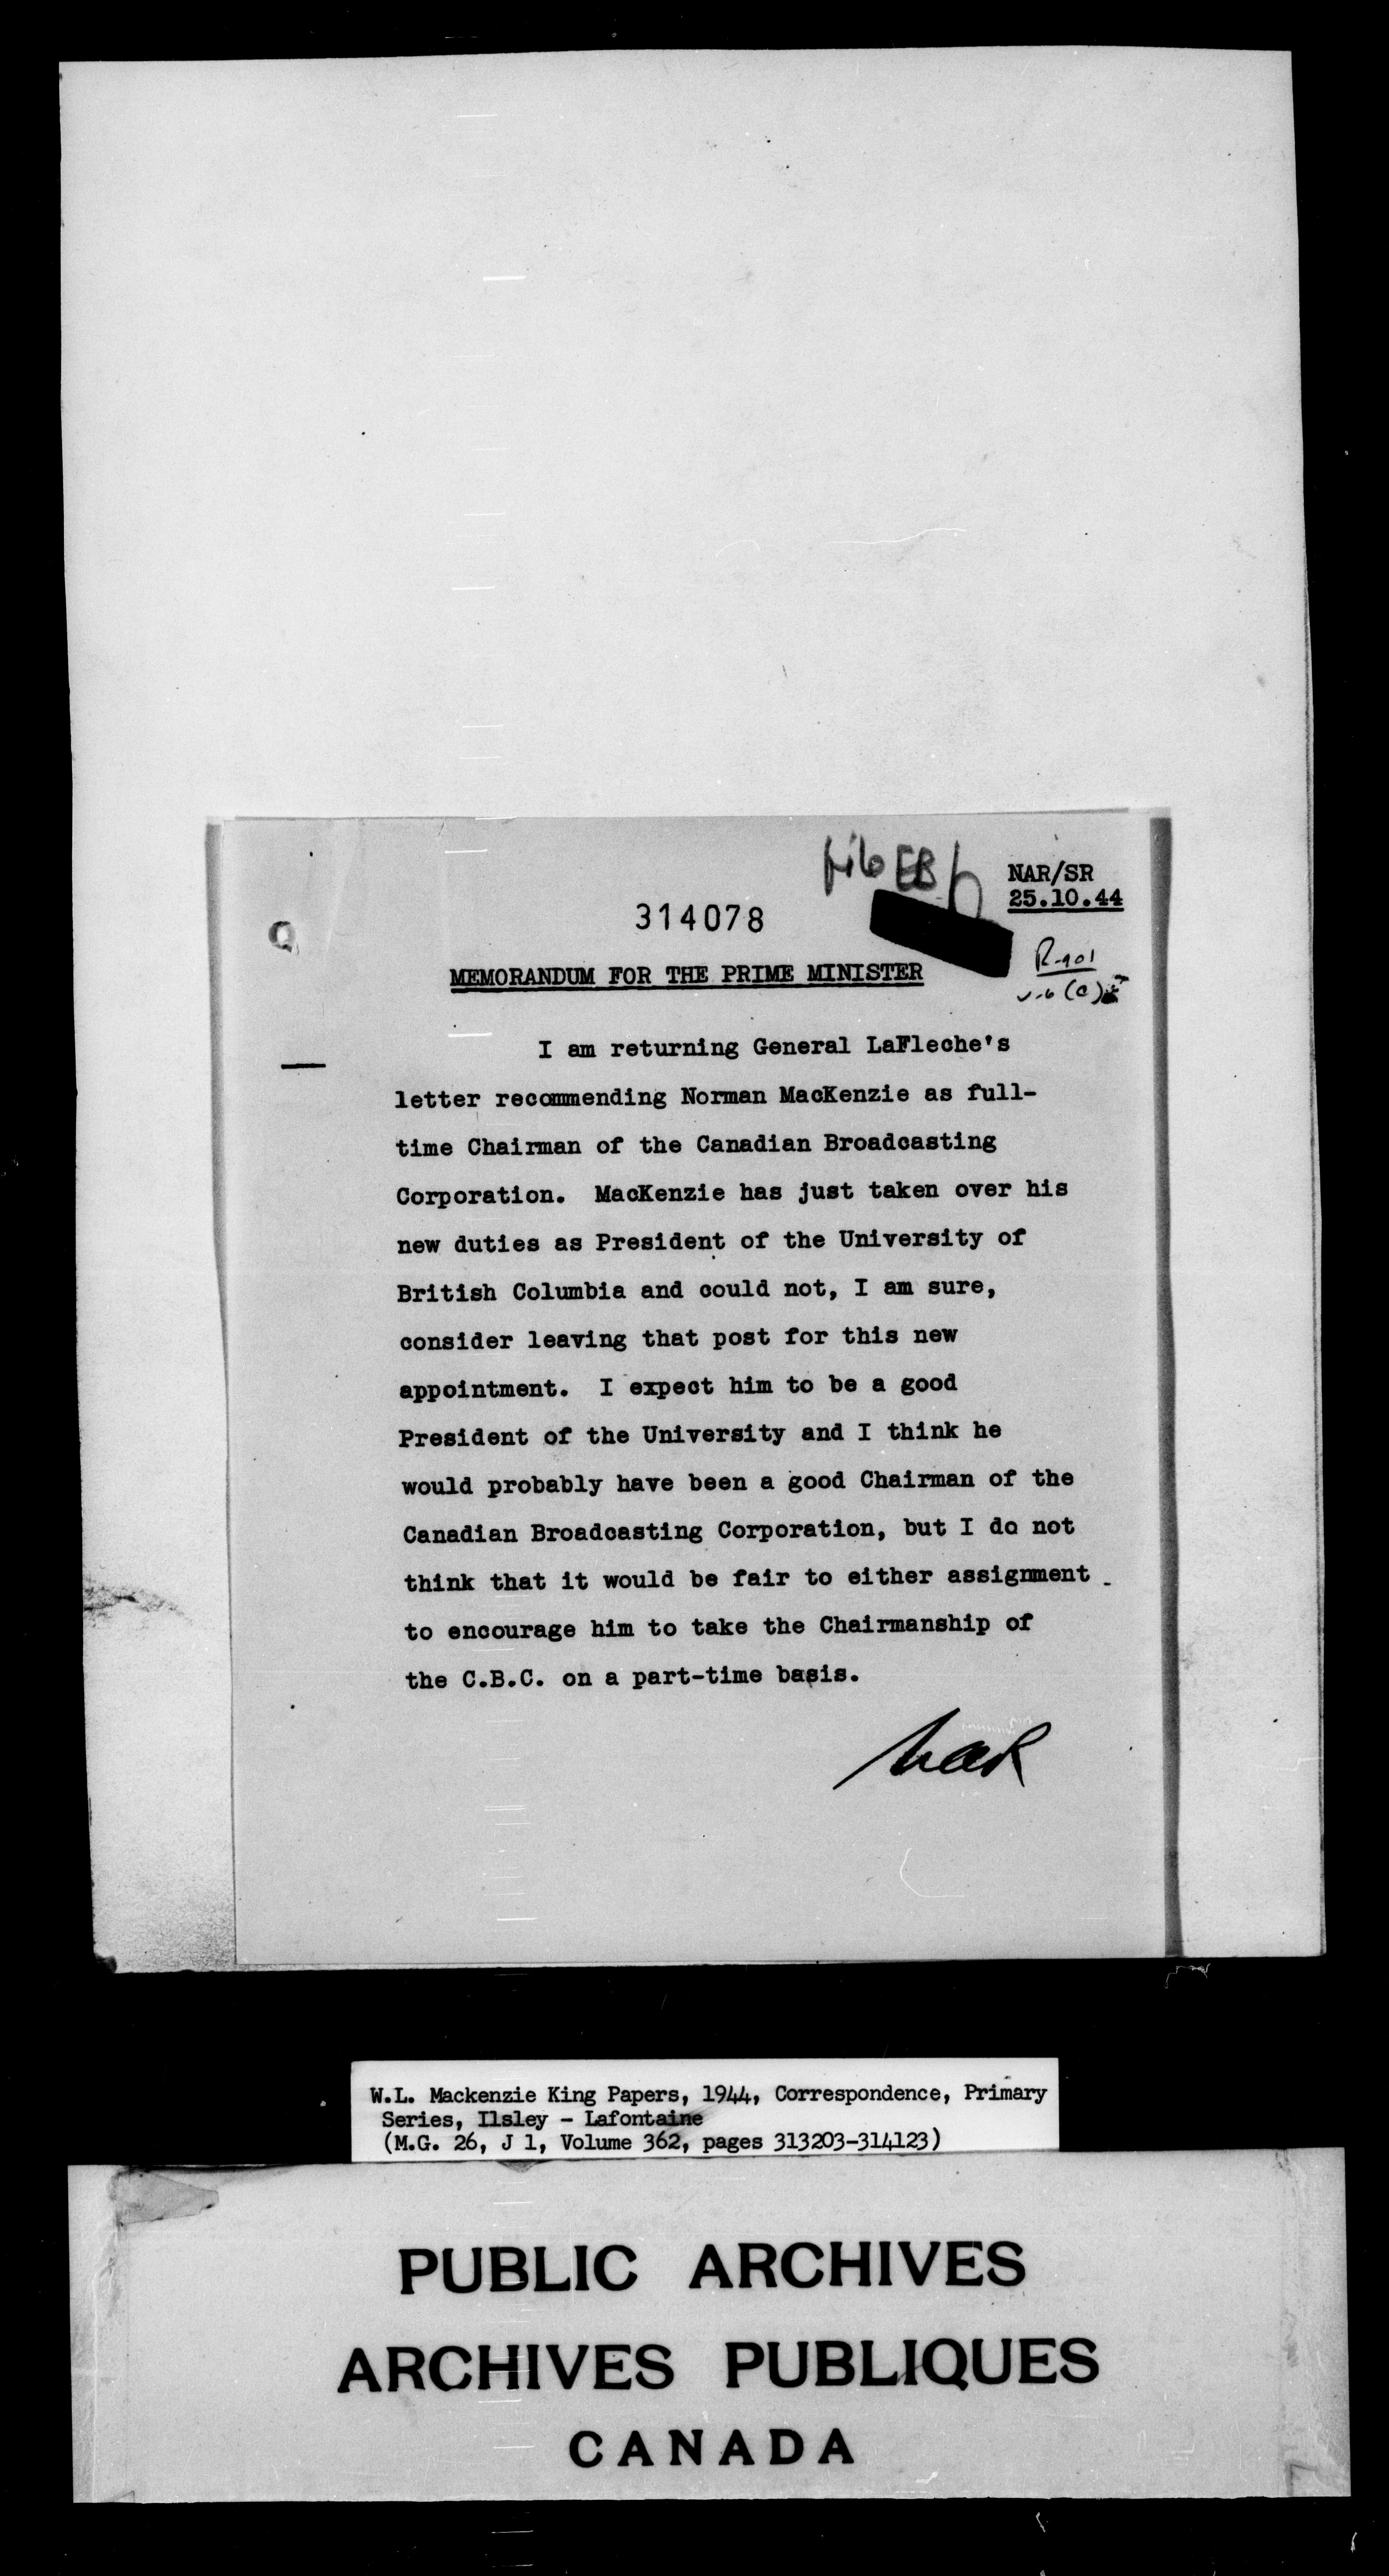 file EB
NAR/SR
25.10.44
314078
R-901
MEMORANDUM FOR THE PRIME MINISTER
I am returning General LaFleche's
letter recommending Norman MacKenzie as full-
time Chairman of the Canadian Broadcasting
Corporation. MacKenzie has just taken over his
new duties as President of the University of
British Columbia and could not, I am sure,
consider leaving that post for this new
appointment. I expect him to be a good
President of the University and I think he
would probably have been a good Chairman of the
Canadian Broadcasting Corporation, but I do not
think that it would be fair to either assignment
to encourage him to take the Chairmanship of
the C.B.C. on a part-time basis.
NAR
W.L. Mackenzie King Papers, 1944, Correspondence, Primary
Series, Ilsley - Lafontaine
(M.G. 26, J 1, Volume 362, pages 313203-314123)
PUBLIC ARCHIVES
ARCHIVES PUBLIQUES
CANADA